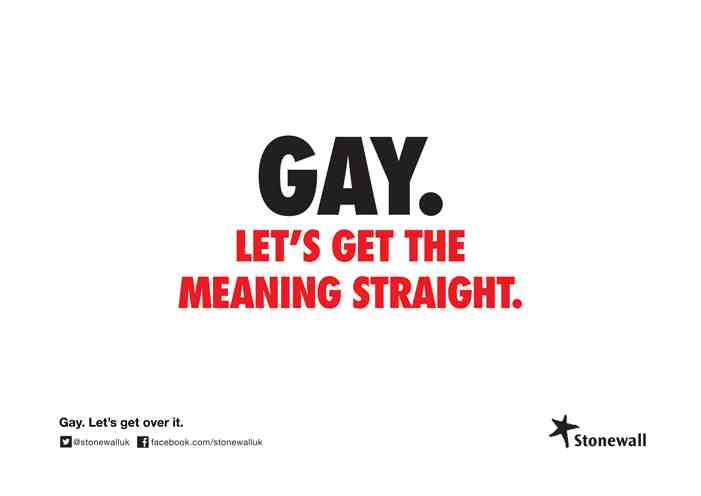 GAY.
LET'S GET THE
MEANING STRAIGHT.
Gay. Let's get over it.
@stonewalluk facebook.com/stonewalluk
Stonewall